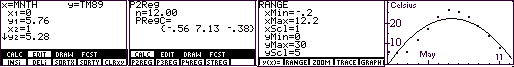 x=MNTH y=TM89
x1=0
y1=5.76
x2=1
↓y2=5.28
CALC EDIT DRAW FCST
INSi DELi SORTX SORTY CLRxy
P2Reg
n=12.00
PRegC=
{-.56 7.13 -.38}
CALC EDIT DRAW FCST
P2REG P3REG P4REG STREG
RANGE
xMin=-.2
xMax=12.2
xScl=1
yMin=0
yMax=30
yScl=5
y(x)= RANGE ZOOM TRACE GRAPH
Celsius
20
May
11